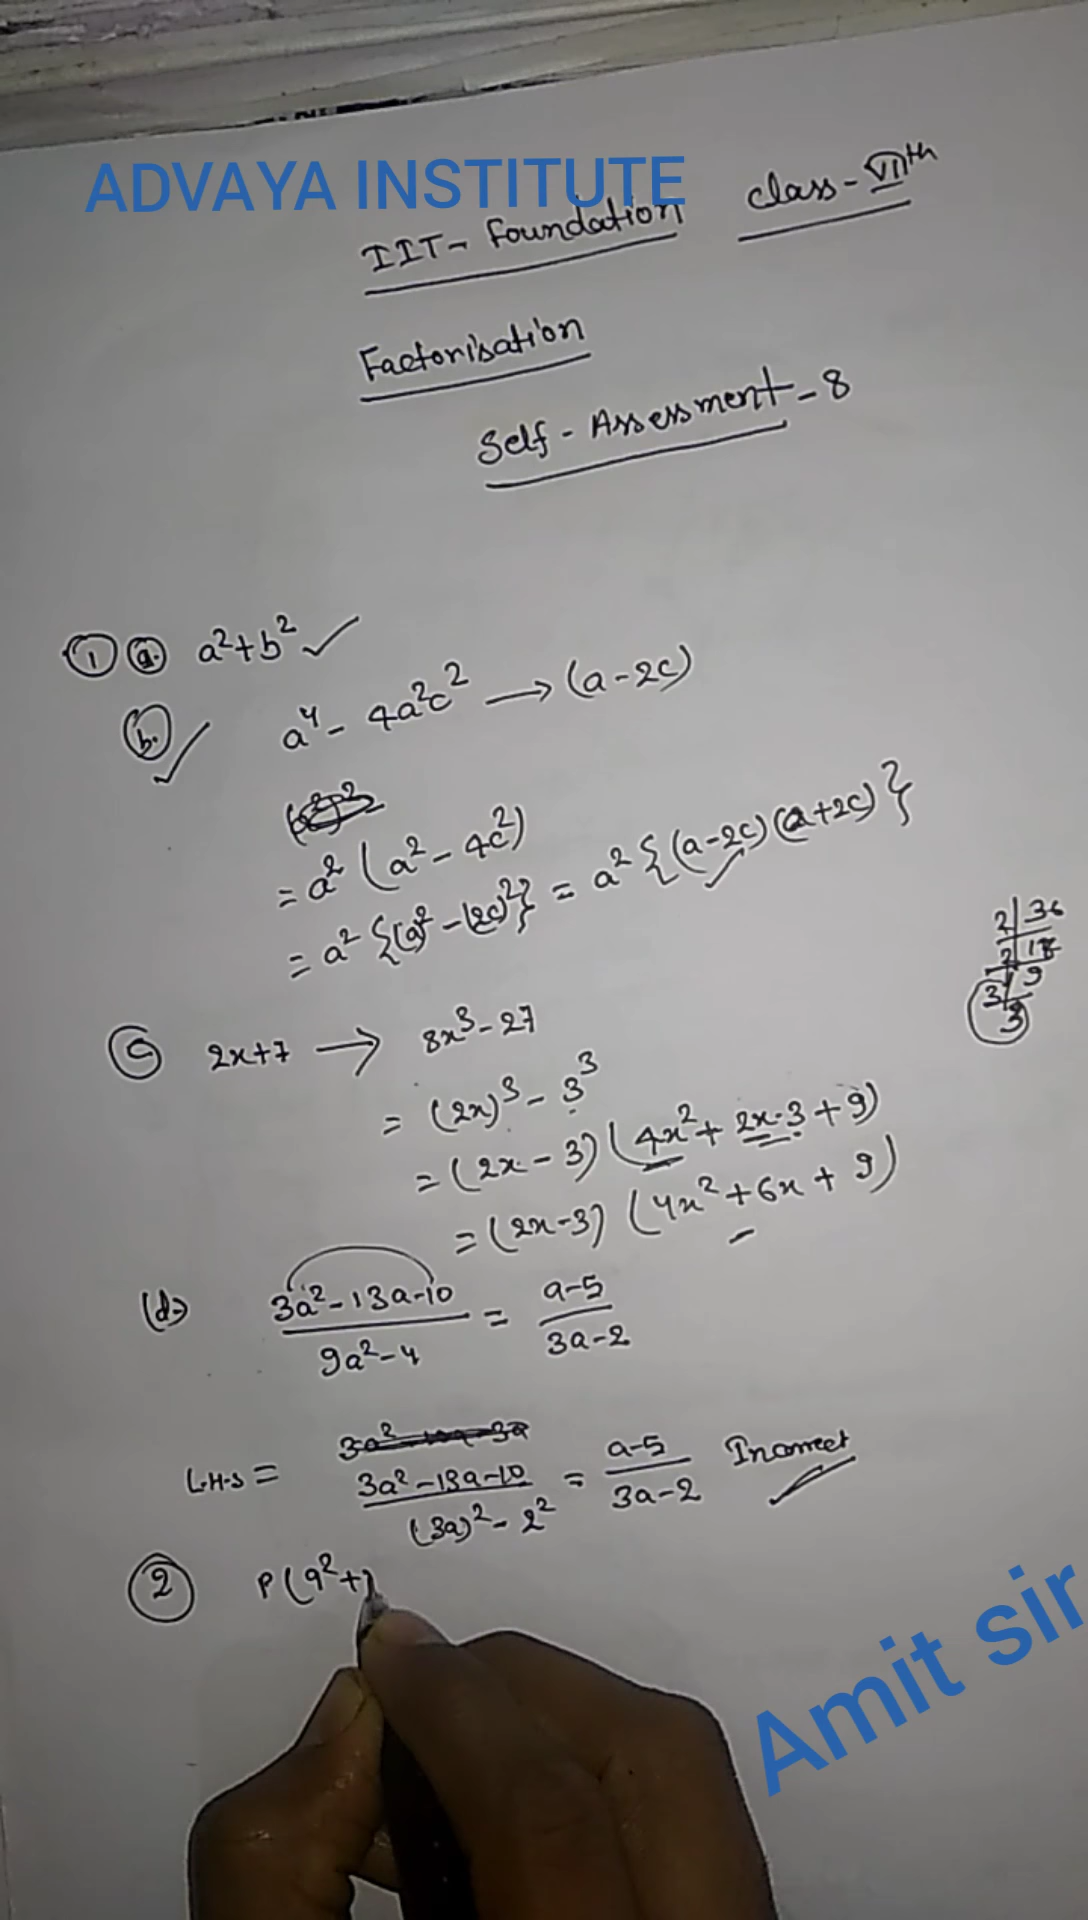 ADVAYA INSTITUTE
IIT - Foundation class - VIIth
Factorisation
Self - Assessment - 8
① ⓐ a²+b² ✓
ⓑ ✓ a⁴ - 4a²c² → (a-2c)
= a² (a² - 4c²)
= a² {(a)² - (2c)²} = a² {(a-2c)(a+2c)}
2 | 36
2 | 18
3 | 9
3
ⓒ 2x+7 → 8x³-27
= (2x)³ - 3³
= (2x - 3) (4x² + 2x·3 + 9)
= (2x-3) (4x² + 6x + 9)
(d) 3a²-13a-10 / 9a²-4 = a-5 / 3a-2
L.H.S = 3a²-13a-10 / (3a)² - 2² = a-5 / 3a-2 Incorrect
② P(9²+
Amit sir